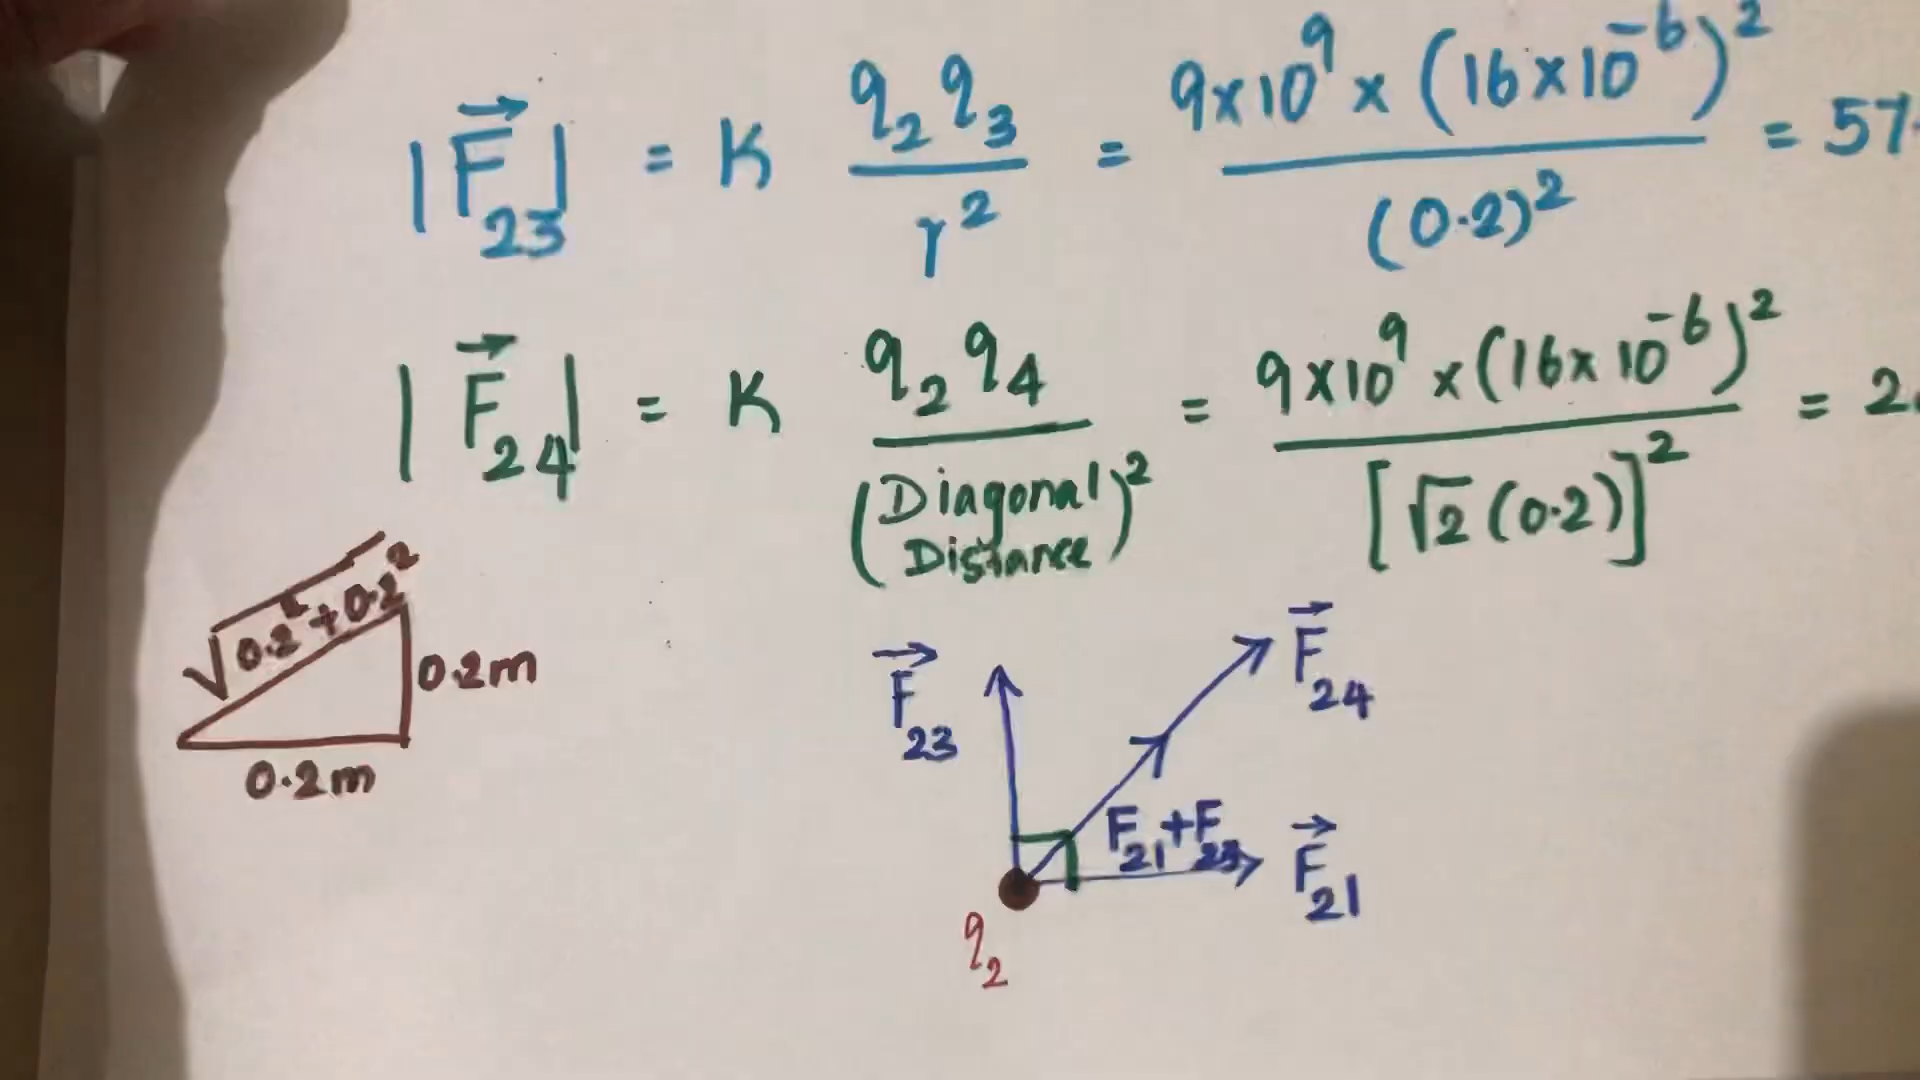 |F⃗₂₃| = K q₂q₃ / r² = 9×10⁹ × (16×10⁻⁶)² / (0.2)² = 57.
|F⃗₂₄| = K q₂q₄ / (Diagonal Distance)² = 9×10⁹ × (16×10⁻⁶)² / [√2(0.2)]² = 2
√0.2²+0.2²
0.2m
0.2m
F⃗₂₃
F⃗₂₄
F₂₁+F₂₃
F⃗₂₁
q₂